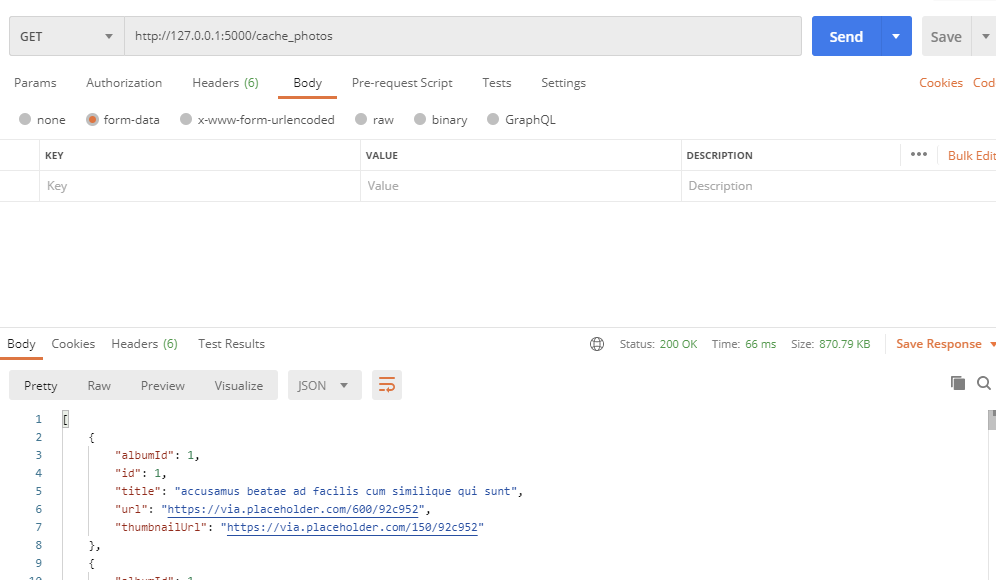 GET http://127.0.0.1:5000/cache_photos Send Save
Params Authorization Headers (6) Body Pre-request Script Tests Settings Cookies Cod
none form-data x-www-form-urlencoded raw binary GraphQL
KEY VALUE DESCRIPTION ••• Bulk Edit
Key Value Description
Body Cookies Headers (6) Test Results Status: 200 OK Time: 66 ms Size: 870.79 KB Save Response
Pretty Raw Preview Visualize JSON
1 [
2 {
3 "albumId": 1,
4 "id": 1,
5 "title": "accusamus beatae ad facilis cum similique qui sunt",
6 "url": "https://via.placeholder.com/600/92c952",
7 "thumbnailUrl": "https://via.placeholder.com/150/92c952"
8 },
9 {
10 "albumId": 1